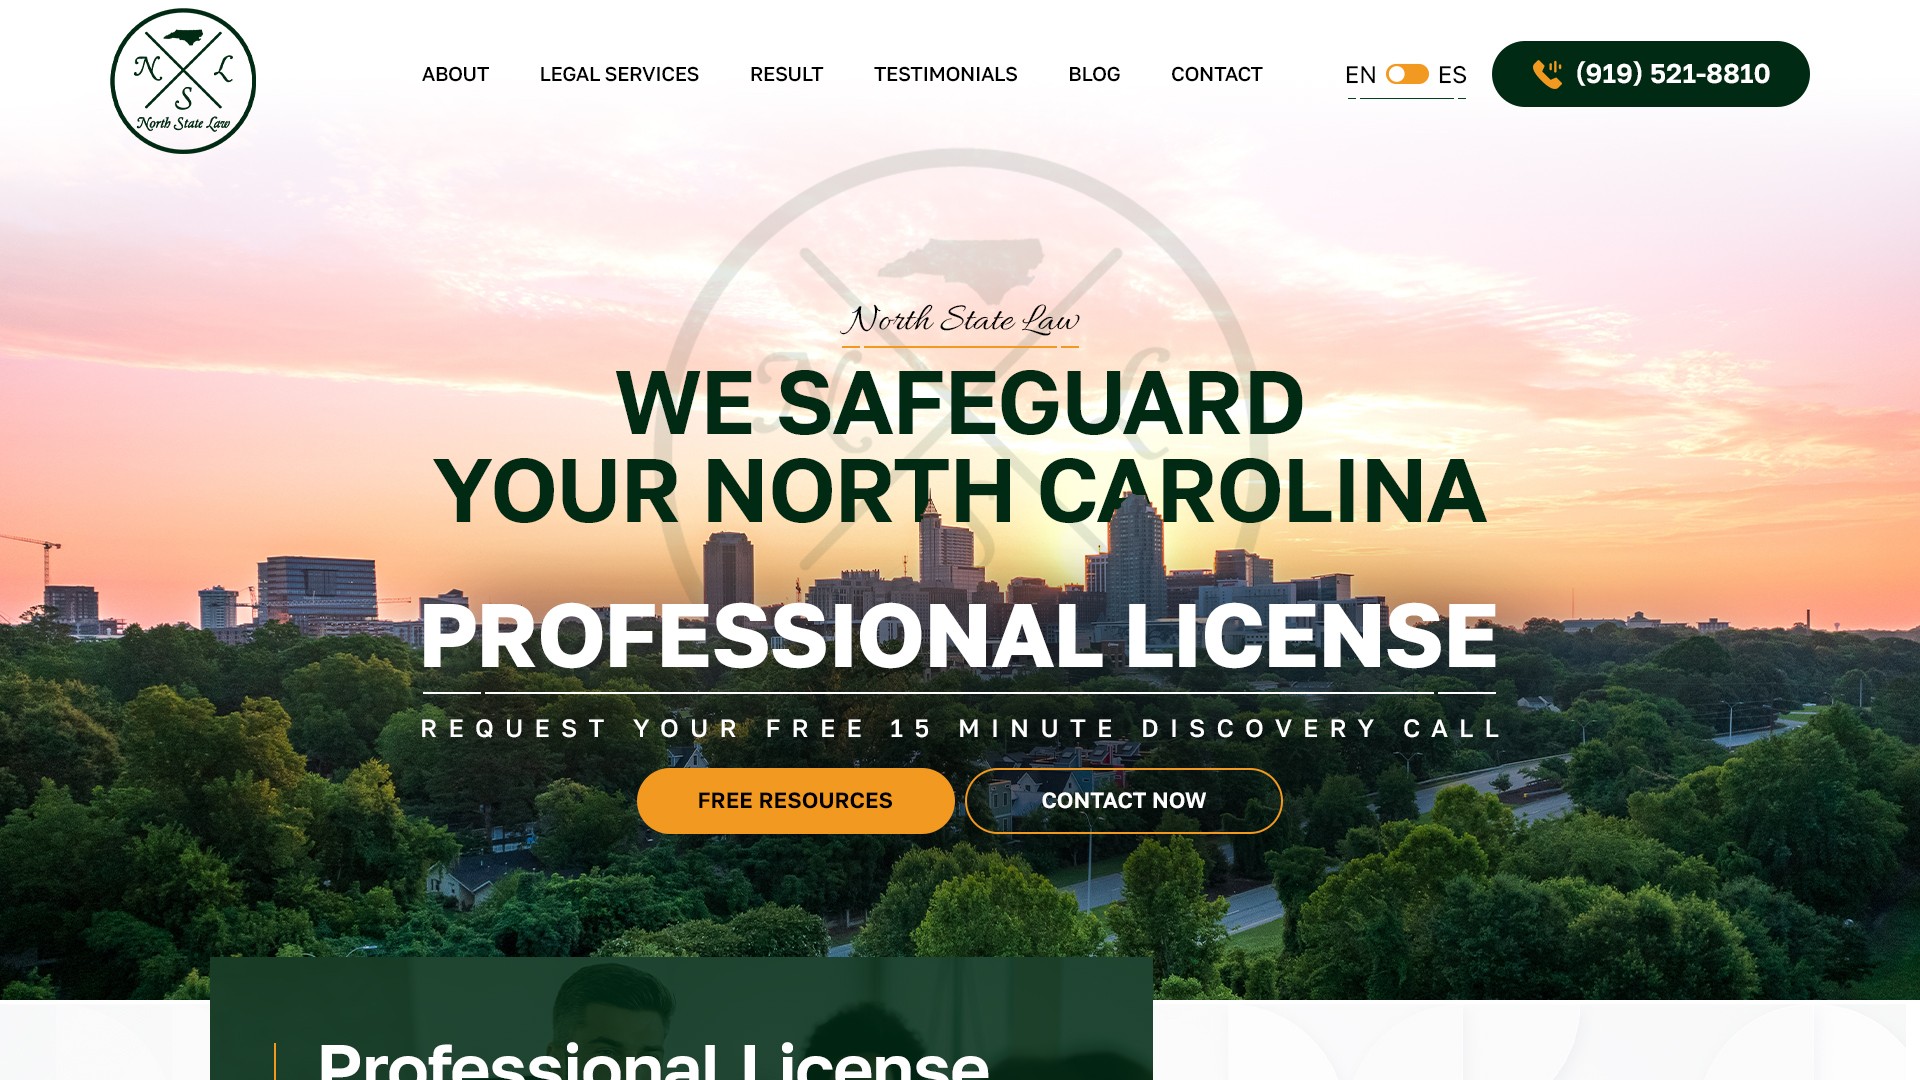 N L
S
North State Law
ABOUT LEGAL SERVICES RESULT TESTIMONIALS BLOG CONTACT EN ES (919) 521-8810
North State Law
N L
S
WE SAFEGUARD
YOUR NORTH CAROLINA
PROFESSIONAL LICENSE
REQUEST YOUR FREE 15 MINUTE DISCOVERY CALL
FREE RESOURCES CONTACT NOW
Professional License